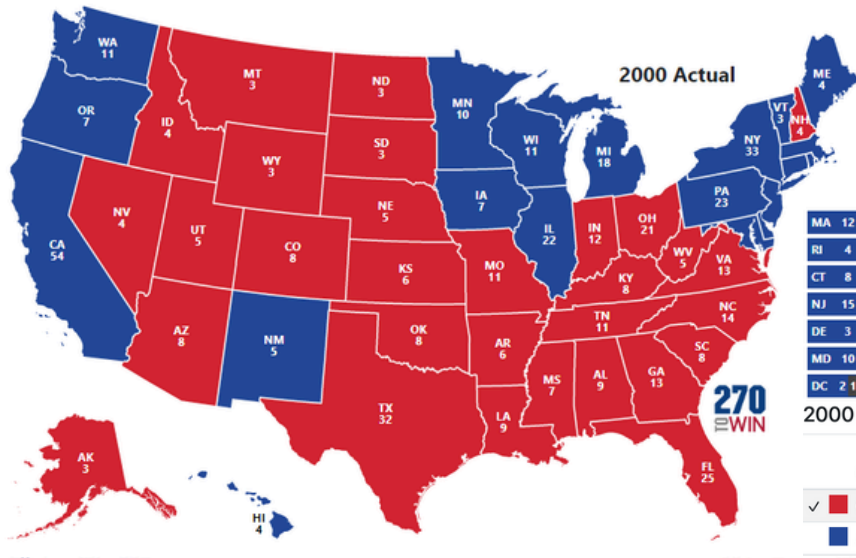 WA
11
OR
7
CA
54
NV
4
ID
4
MT
3
WY
3
UT
5
AZ
8
CO
8
NM
5
ND
3
SD
3
NE
5
KS
6
OK
8
TX
32
MN
10
IA
7
MO
11
AR
6
LA
9
WI
11
IL
22
MI
18
IN
12
OH
21
KY
8
TN
11
MS
7
AL
9
GA
13
FL
25
SC
8
NC
14
VA
13
WV
5
PA
23
NY
33
VT
3
NH
4
ME
4
AK
3
HI
4
2000 Actual
MA 12
RI 4
CT 8
NJ 15
DE 3
MD 10
DC 2 1
270
TO WIN
2000
✓